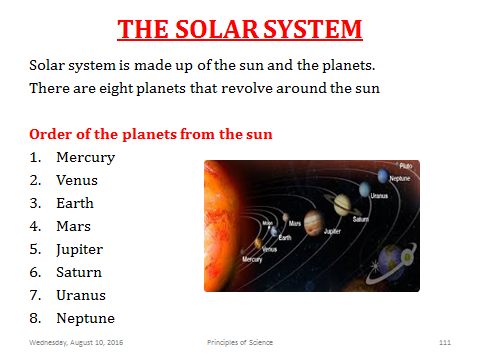 THE SOLAR SYSTEM
Solar system is made up of the sun and the planets.
There are eight planets that revolve around the sun
Order of the planets from the sun
1. Mercury
2. Venus
3. Earth
4. Mars
5. Jupiter
6. Saturn
7. Uranus
8. Neptune
Pluto
Neptune
Uranus
Saturn
Jupiter
Mars
Earth
Venus
Mercury
Wednesday, August 10, 2016 Principles of Science 111